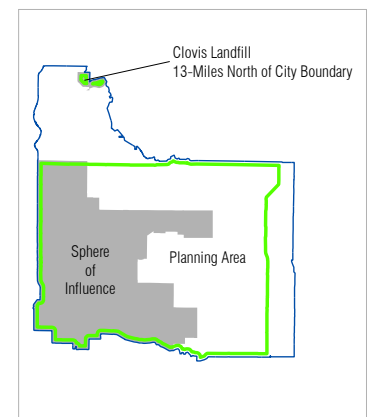 Clovis Landfill
13-Miles North of City Boundary
Sphere
of
Influence
Planning Area